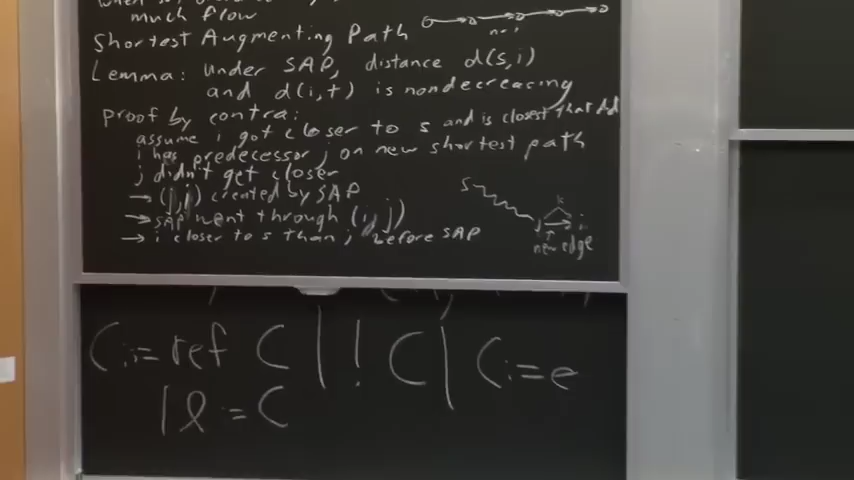 much flow
Shortest Augmenting Path
Lemma: Under SAP, distance d(s,i)
and d(i,t) is nondecreasing
proof by contra:
assume i got closer to s and is closest that did
i has predecessor j on new shortest path
j didn't get closer
→ (j,i) created by SAP
→ SAP went through (i,j)
→ i closer to s than j before SAP
s
k
j
i
new edge
C ::= ref C | ! C | C := e
| l := C